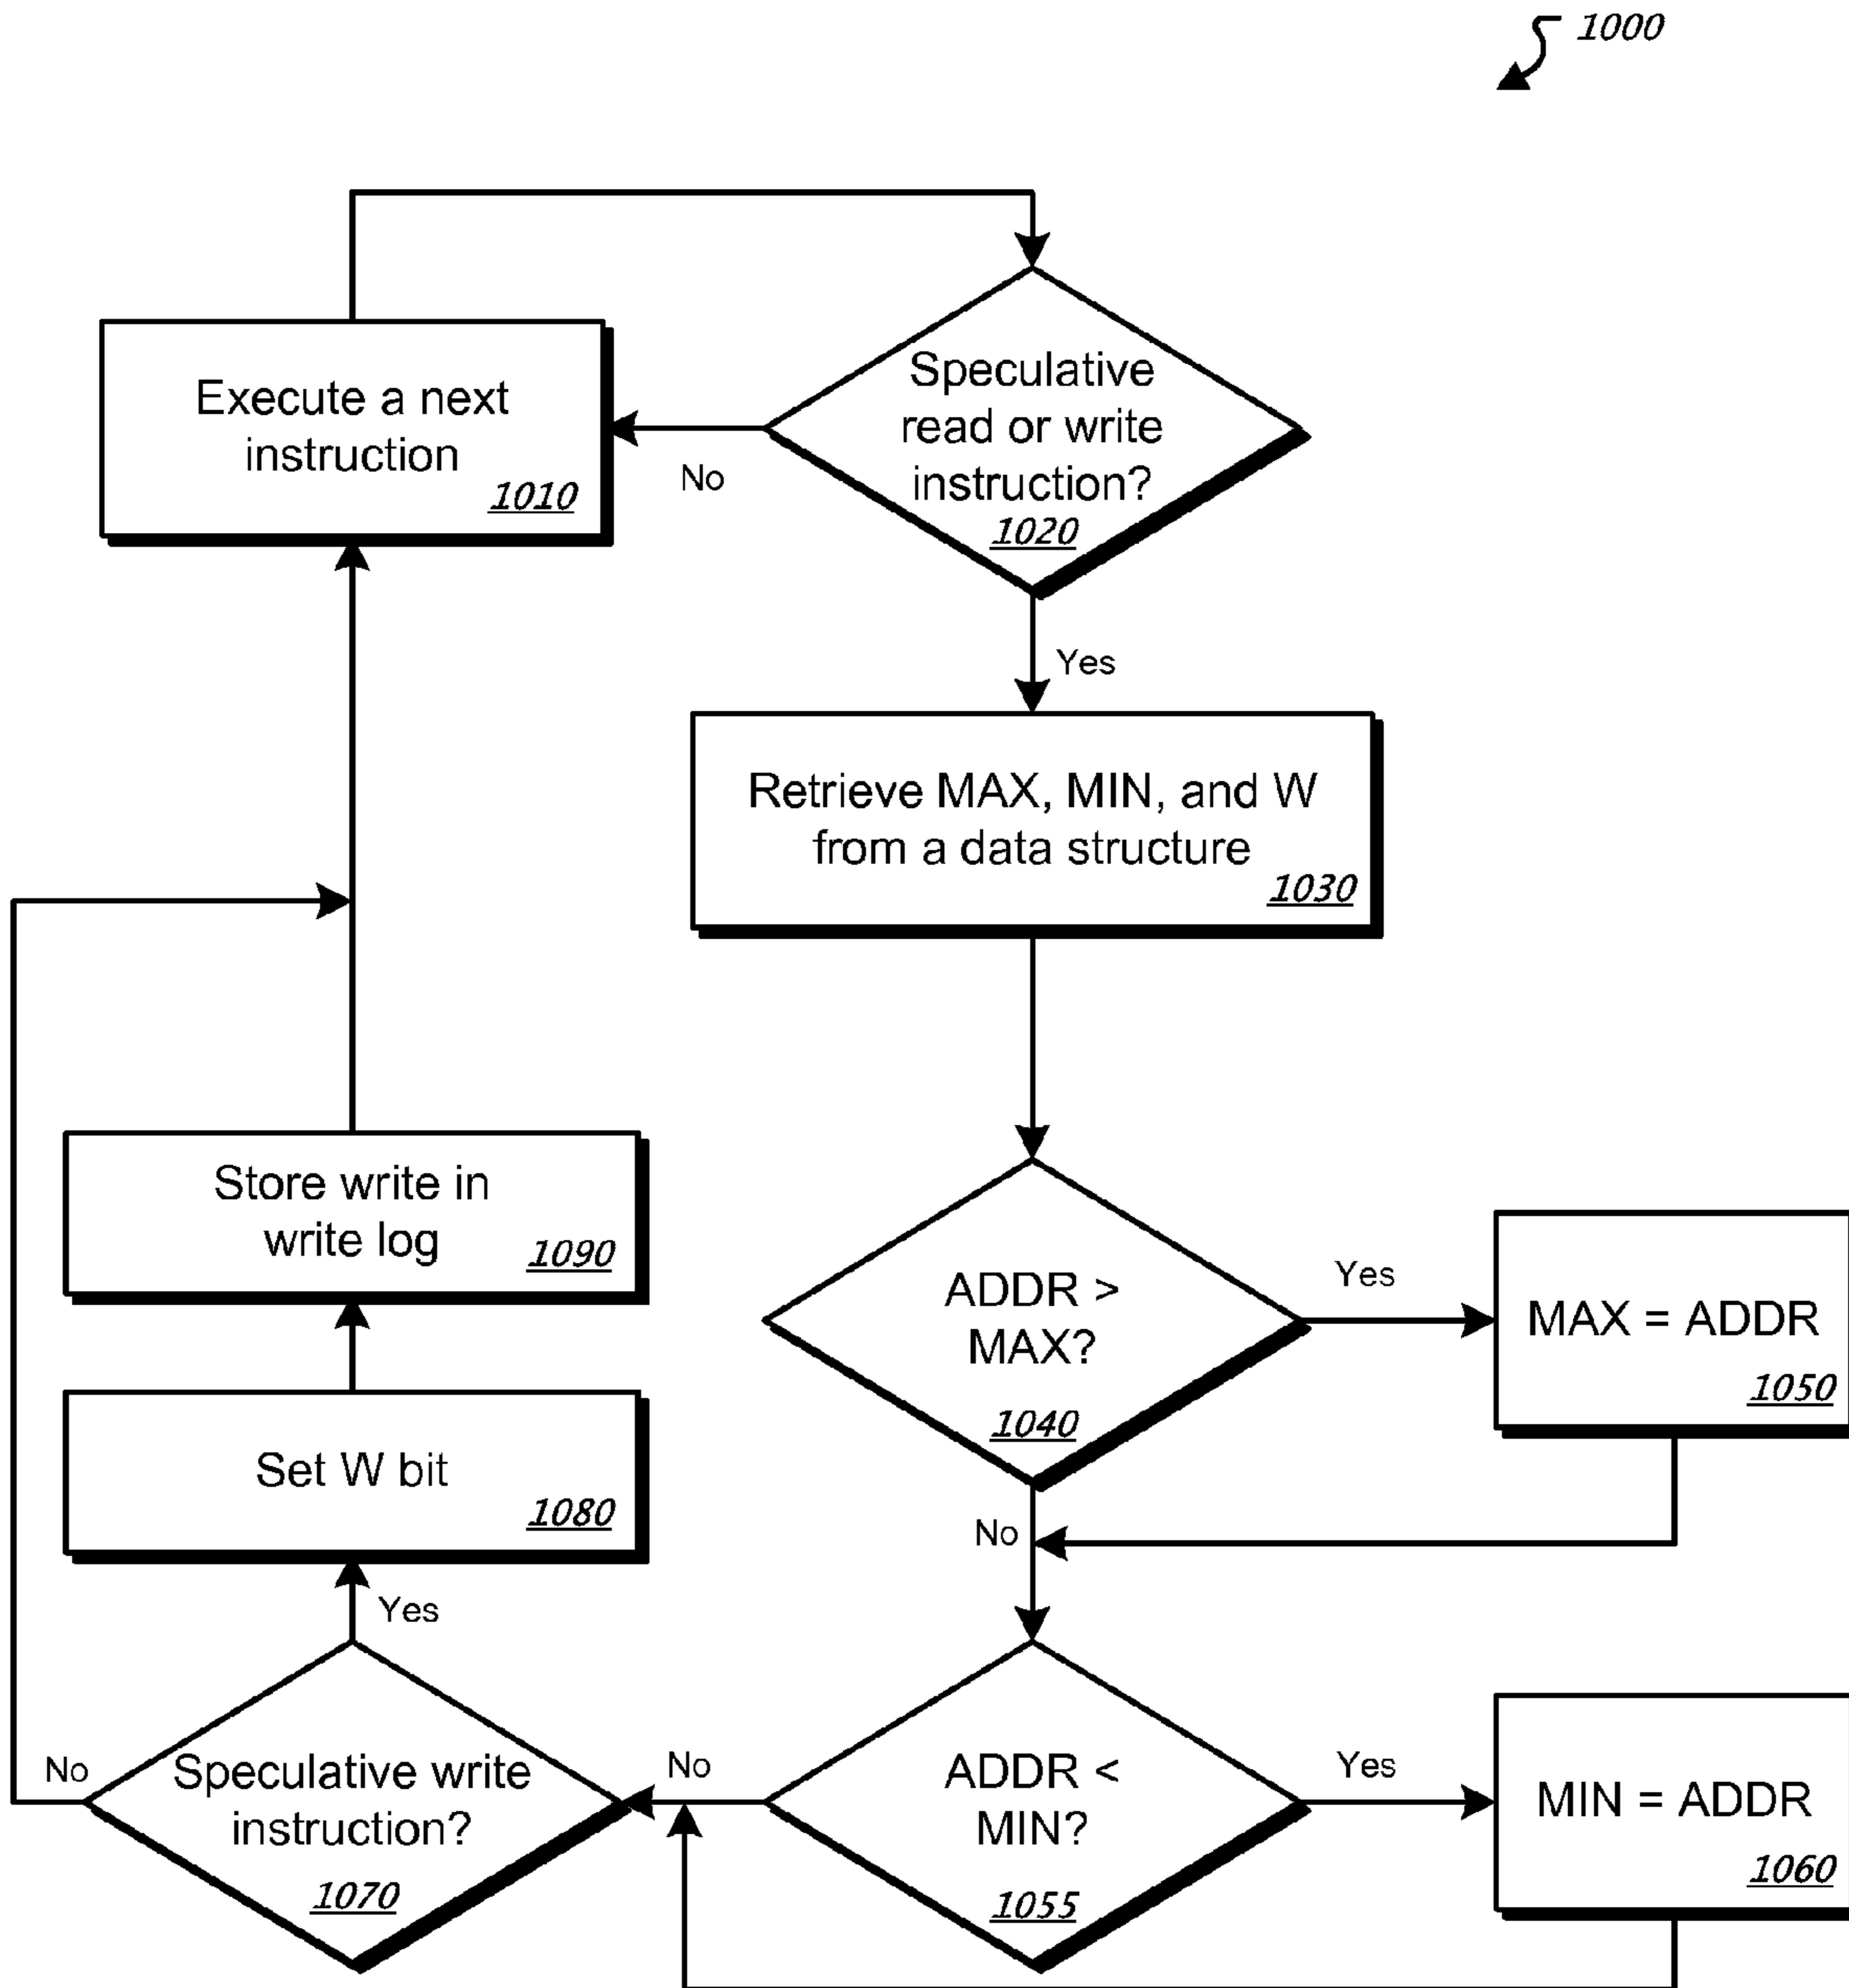 1000
Execute a next
instruction
1010
Speculative
read or write
instruction?
1020
No
Yes
Retrieve MAX, MIN, and W
from a data structure
1030
ADDR >
MAX?
1040
Yes
MAX = ADDR
1050
No
ADDR <
MIN?
1055
Yes
MIN = ADDR
1060
No
Speculative write
instruction?
1070
No
Yes
Set W bit
1080
Store write in
write log
1090